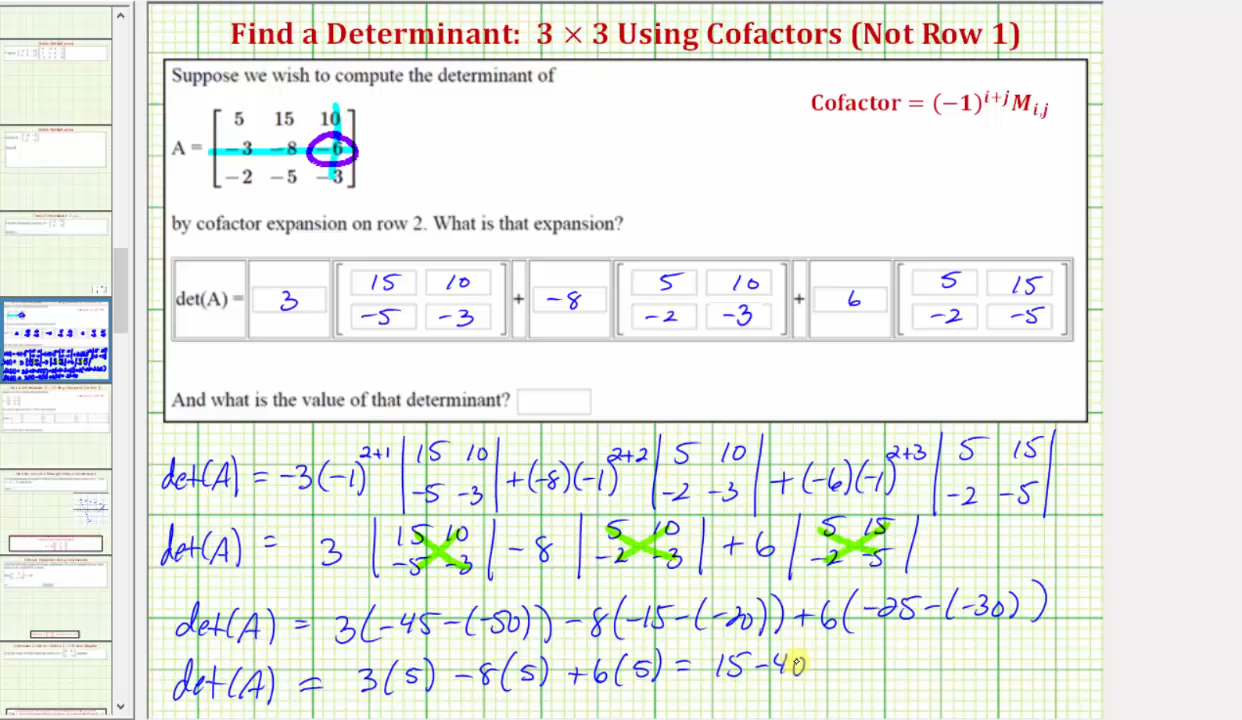 Find a Determinant: 3 × 3 Using Cofactors (Not Row 1)
Suppose we wish to compute the determinant of
Cofactor = (−1)^{i+j} M_{i,j}
5 15 10
A = −3 −8 −6
−2 −5 −3
by cofactor expansion on row 2. What is that expansion?
15 10 5 10 5 15
det(A) = 3 + −8 + 6
−5 −3 −2 −3 −2 −5
And what is the value of that determinant?
det(A) = −3(−1)^{2+1} |15 10 −5 −3| + (−8)(−1)^{2+2} |5 10 −2 −3| + (−6)(−1)^{2+3} |5 15 −2 −5|
det(A) = 3 |15 10 −5 −3| − 8 |5 10 −2 −3| + 6 |5 15 −2 −5|
det(A) = 3(−45 − (−50)) − 8(−15 − (−20)) + 6(−25 − (−30))
det(A) = 3(5) − 8(5) + 6(5) = 15 − 40